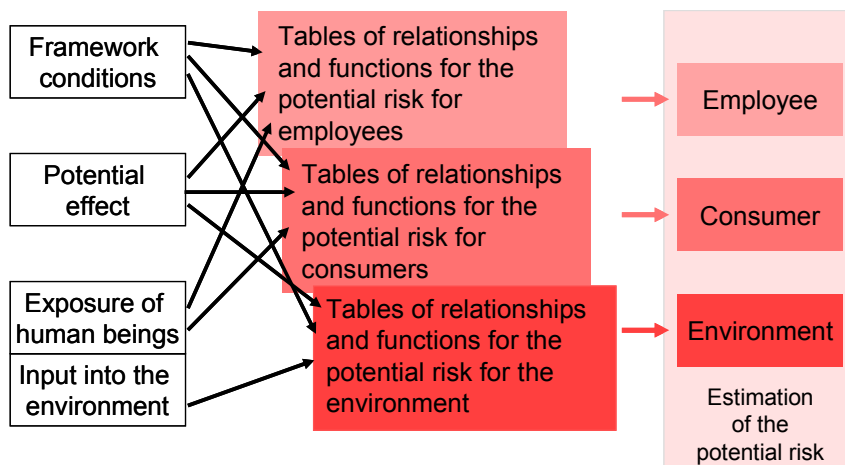 Framework
conditions
Potential
effect
Exposure of
human beings
Input into the
environment
Tables of relationships
and functions for the
potential risk for
employees
Tables of relationships
and functions for the
potential risk for
consumers
Tables of relationships
and functions for the
potential risk for the
environment
Employee
Consumer
Environment
Estimation
of the
potential risk